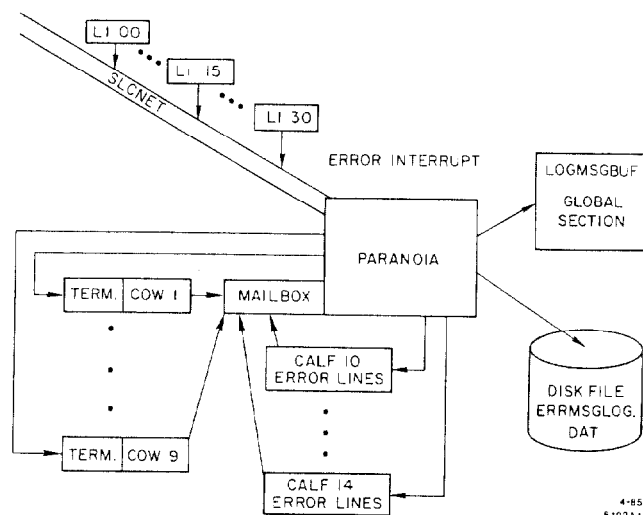 LI 00
LI 15
LI 30
SLCNET
ERROR INTERRUPT
LOGMSGBUF
GLOBAL
SECTION
PARANOIA
TERM. COW 1
MAILBOX
CALF 10
ERROR LINES
DISK FILE
ERRMSGLOG.
DAT
TERM. COW 9
CALF 14
ERROR LINES
4-85